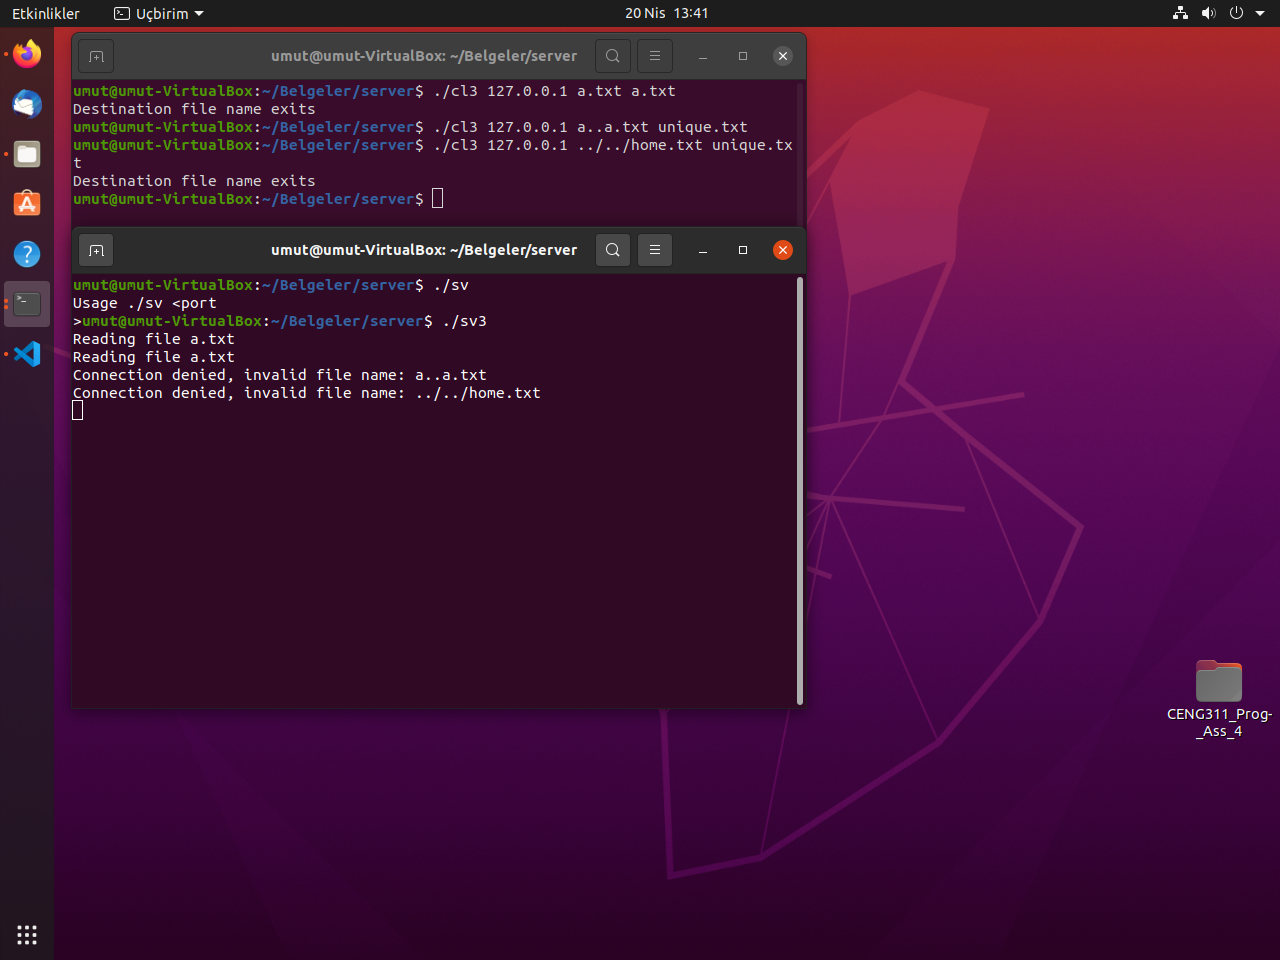 Etkinlikler
Uçbirim
20 Nis 13:41
umut@umut-VirtualBox: ~/Belgeler/server
umut@umut-VirtualBox:~/Belgeler/server$ ./cl3 127.0.0.1 a.txt a.txt
Destination file name exits
umut@umut-VirtualBox:~/Belgeler/server$ ./cl3 127.0.0.1 a..a.txt unique.txt
umut@umut-VirtualBox:~/Belgeler/server$ ./cl3 127.0.0.1 ../../home.txt unique.tx
t
Destination file name exits
umut@umut-VirtualBox:~/Belgeler/server$
umut@umut-VirtualBox: ~/Belgeler/server
umut@umut-VirtualBox:~/Belgeler/server$ ./sv
Usage ./sv <port
>umut@umut-VirtualBox:~/Belgeler/server$ ./sv3
Reading file a.txt
Reading file a.txt
Connection denied, invalid file name: a..a.txt
Connection denied, invalid file name: ../../home.txt
CENG311_Prog-
_Ass_4